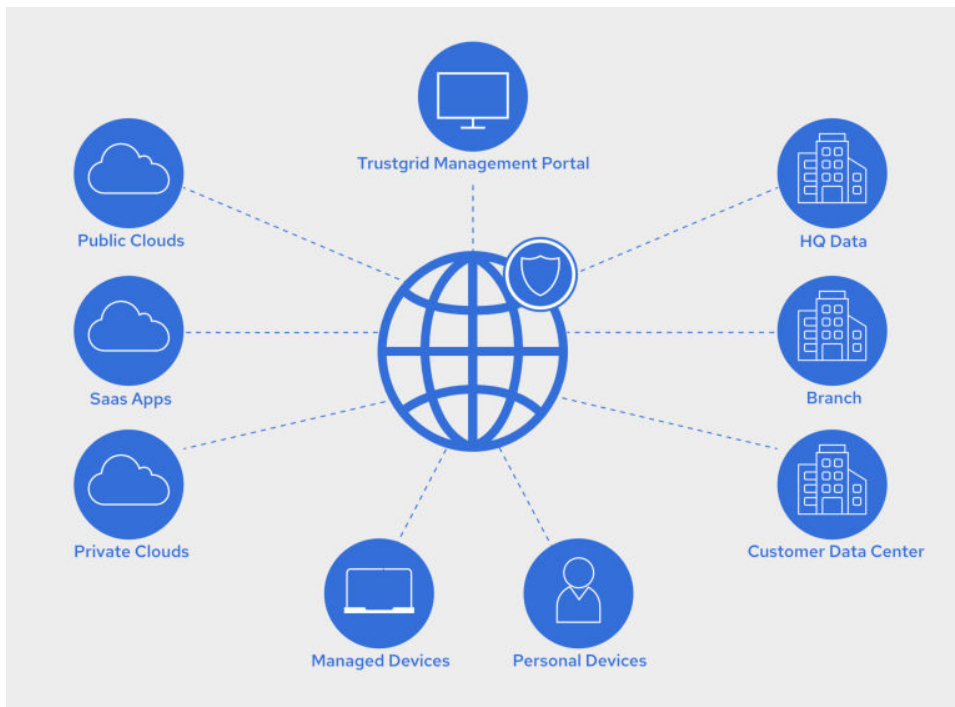 Trustgrid Management Portal
Public Clouds
HQ Data
Saas Apps
Branch
Private Clouds
Customer Data Center
Managed Devices
Personal Devices